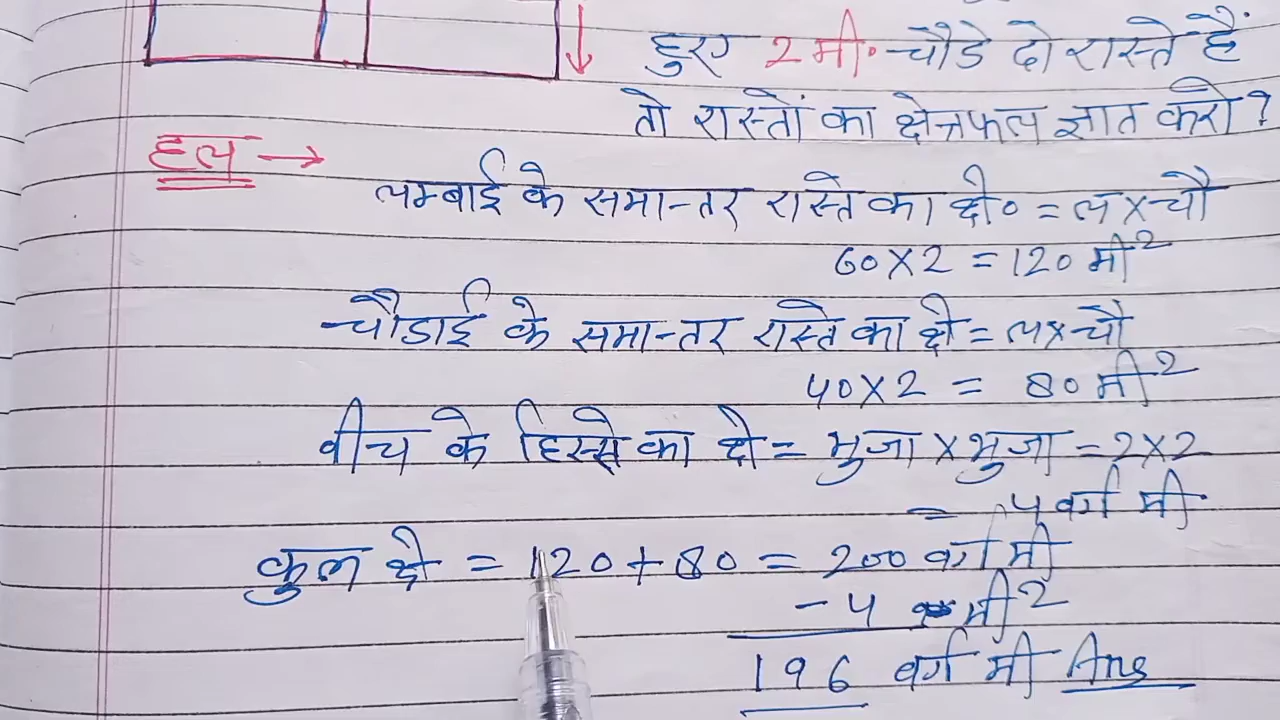 हुए 2 मी॰ चौडे दो रास्ते हैं
तो रास्तों का क्षेत्रफल ज्ञात करो?
हल →
लम्बाई के समान्तर रास्ते का क्षे॰ = ल × चौ
60 × 2 = 120 मी²
चौडाई के समान्तर रास्ते का क्षे = ल × चौ
40 × 2 = 80 मी²
बीच के हिस्से का क्षे = भुजा × भुजा = 2 × 2
= 4 वर्ग मी॰
कुल क्षे = 120 + 80 = 200 वर्ग मी
- 4 मी²
196 वर्ग मी Ans